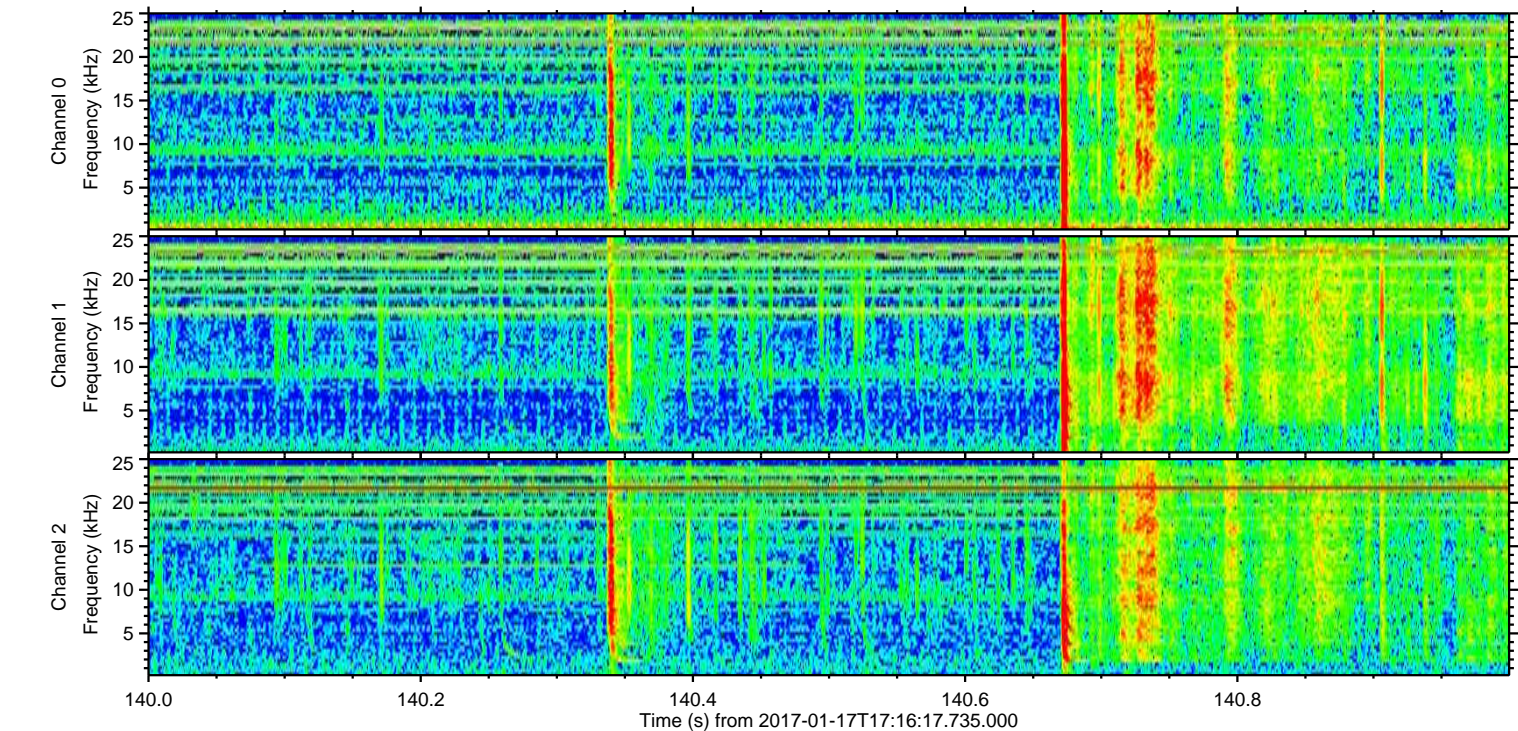 25
20
15
10
5
Channel 0
Frequency (kHz)
25
20
15
10
5
Channel 1
Frequency (kHz)
25
20
15
10
5
Channel 2
Frequency (kHz)
140.0 140.2 140.4 140.6 140.8
Time (s) from 2017-01-17T17:16:17.735.000